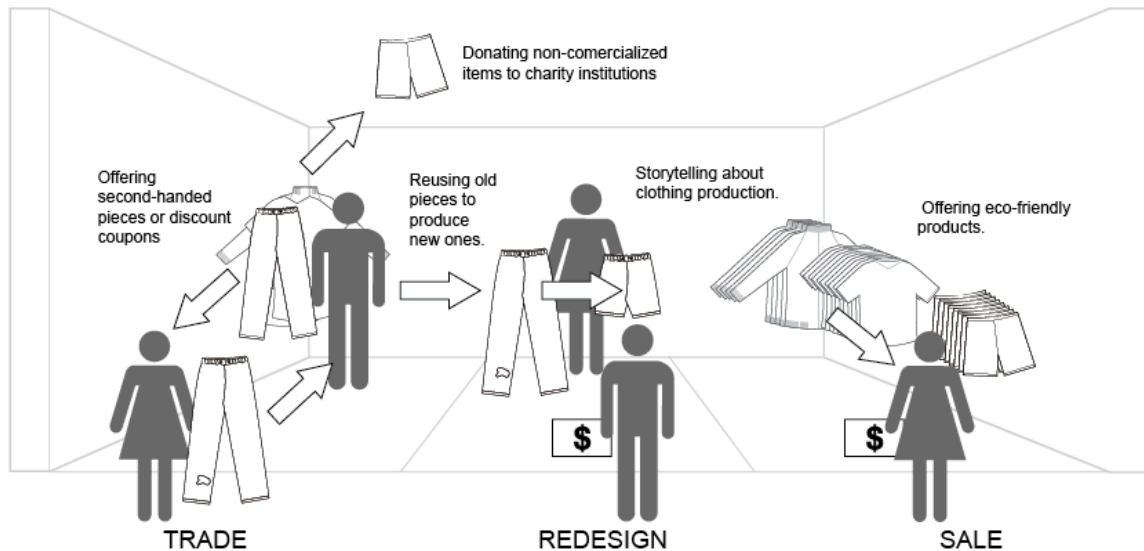 Donating non-comercialized
items to charity institutions
Offering
second-handed
pieces or discount
coupons
Reusing old
pieces to
produce
new ones.
Storytelling about
clothing production.
Offering eco-friendly
products.
$
$
TRADE
REDESIGN
SALE